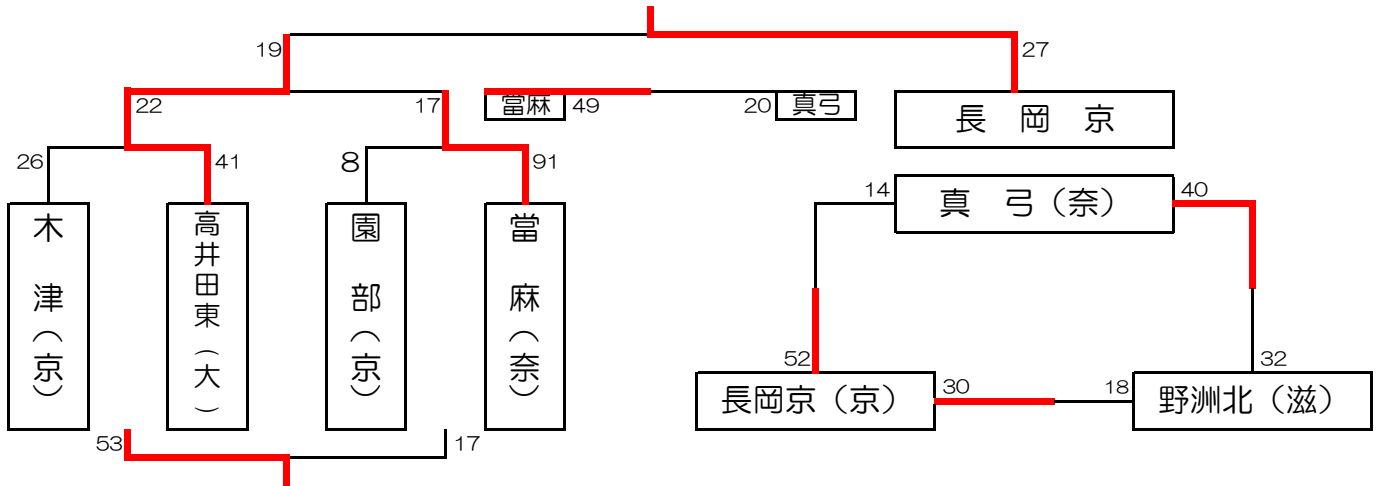 19
27
22
17
當麻
49
20
真弓
長岡京
26
41
8
91
14
真弓（奈）
40
木津（京）
高井田東（大）
園部（京）
當麻（奈）
52
32
長岡京（京）
30
18
野洲北（滋）
53
17